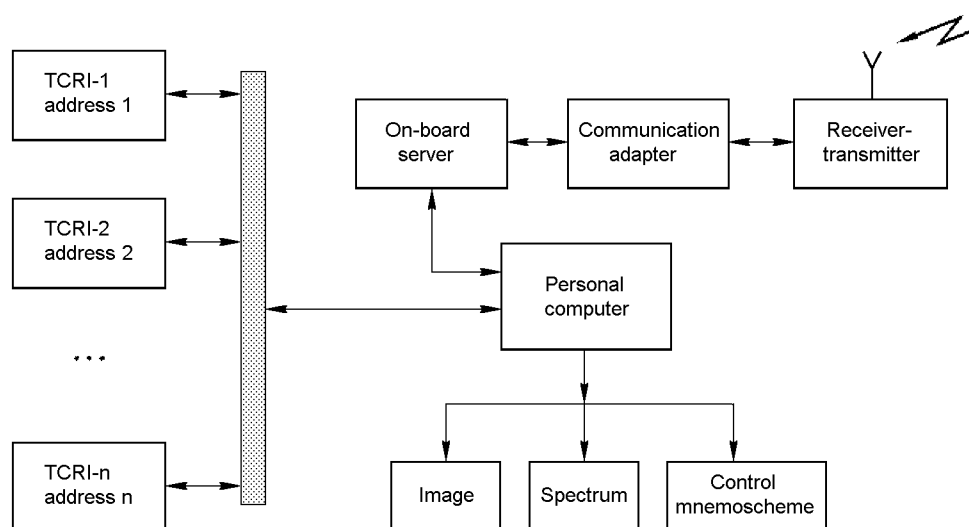 TCRI-1
address 1
TCRI-2
address 2
...
TCRI-n
address n
On-board
server
Communication
adapter
Receiver-
transmitter
Personal
computer
Image
Spectrum
Control
mnemoscheme